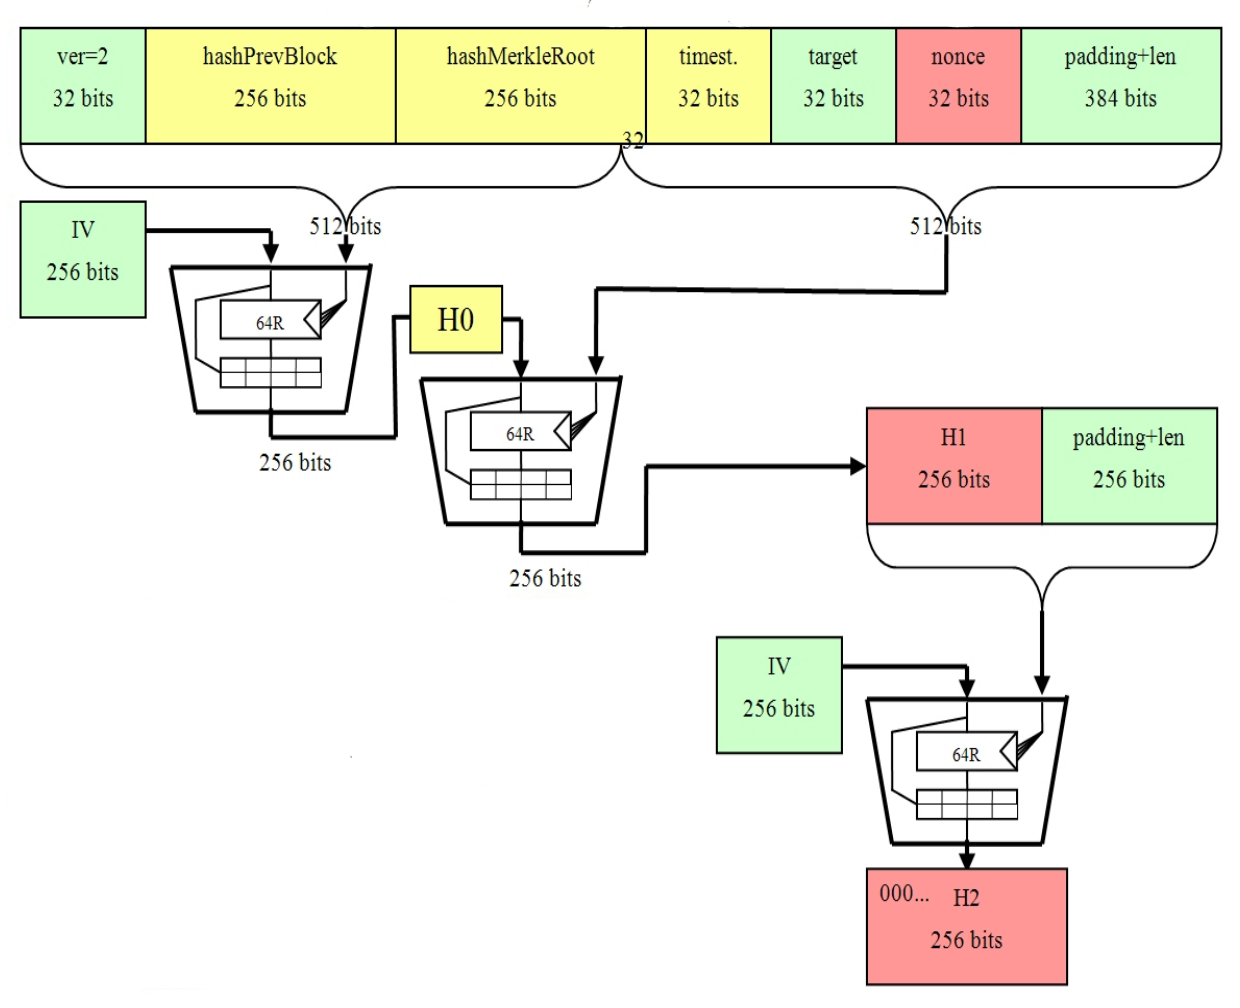 ver=2
32 bits
hashPrevBlock
256 bits
hashMerkleRoot
256 bits
timest.
32 bits
target
32 bits
nonce
32 bits
padding+len
384 bits
32
512 bits
512 bits
IV
256 bits
64R
256 bits
H0
64R
256 bits
H1
256 bits
padding+len
256 bits
IV
256 bits
64R
000... H2
256 bits